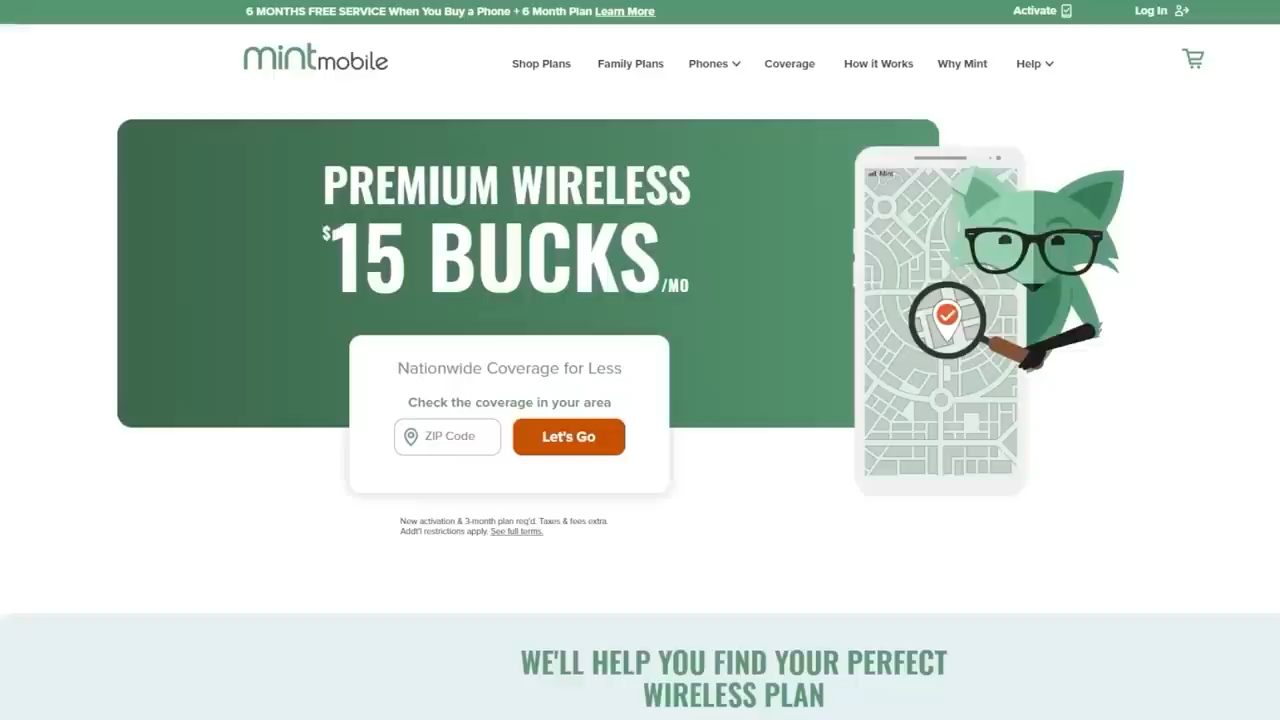 6 MONTHS FREE SERVICE When You Buy a Phone + 6 Month Plan Learn More
Activate
Log In
mintmobile
Shop Plans
Family Plans
Phones
Coverage
How it Works
Why Mint
Help
PREMIUM WIRELESS
$15 BUCKS/MO
Mint
Nationwide Coverage for Less
Check the coverage in your area
ZIP Code
Let's Go
New activation & 3-month plan req'd. Taxes & fees extra.
Addt'l restrictions apply. See full terms.
WE'LL HELP YOU FIND YOUR PERFECT
WIRELESS PLAN